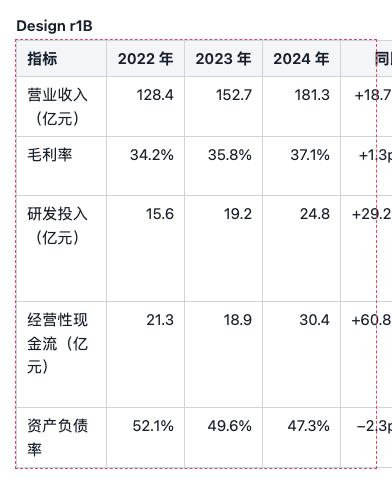 Design r1B
指标 2022 年 2023 年 2024 年 同
营业收入 128.4 152.7 181.3 +18.7
（亿元）
毛利率 34.2% 35.8% 37.1% +1.3p
研发投入 15.6 19.2 24.8 +29.2
（亿元）
经营性现 21.3 18.9 30.4 +60.8
金流（亿
元）
资产负债 52.1% 49.6% 47.3% −2.3p
率